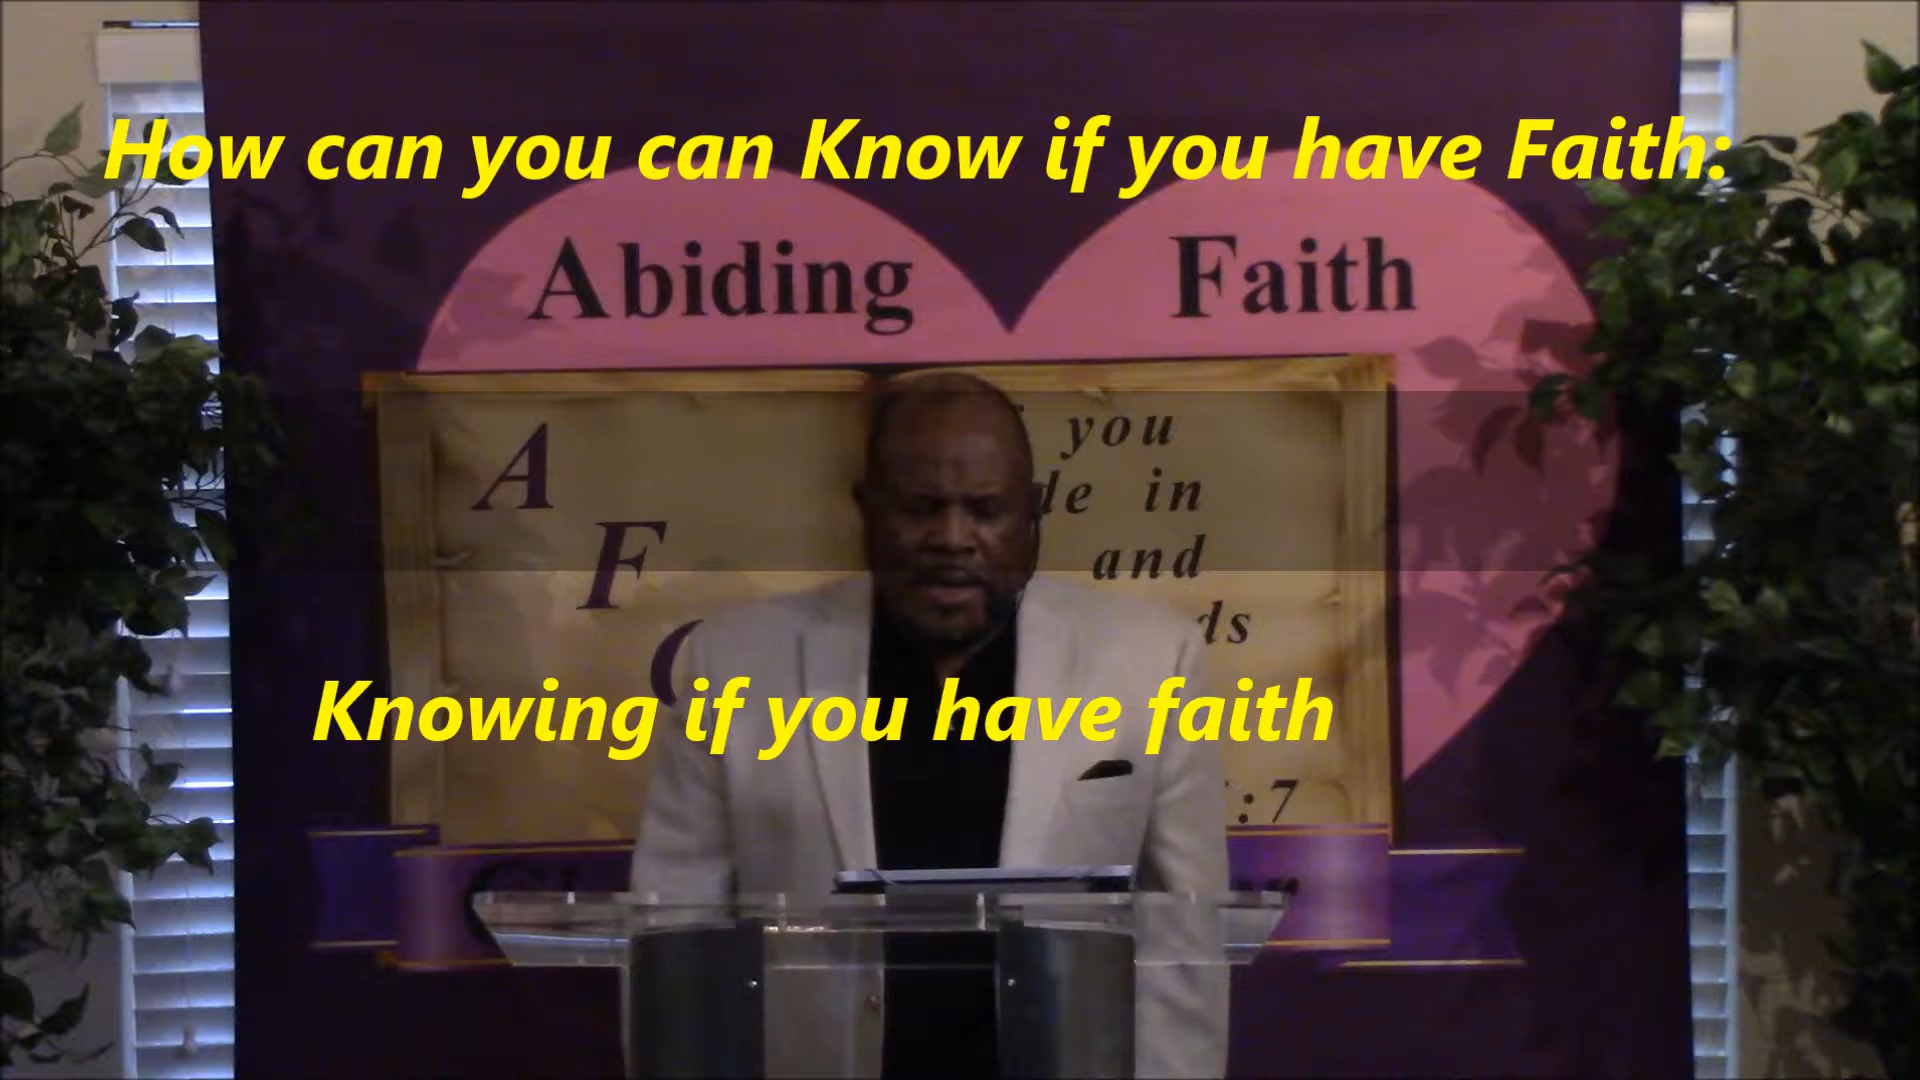 How can you can Know if you have Faith:
Abiding Faith
A
F
you
in
and
Knowing if you have faith
:7